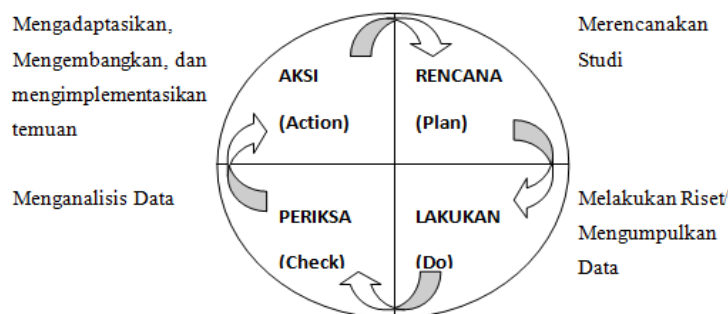 Mengadaptasikan,
Mengembangkan, dan
mengimplementasikan
temuan
AKSI
(Action)
RENCANA
(Plan)
Merencanakan
Studi
Menganalisis Data
PERIKSA
(Check)
LAKUKAN
(Do)
Melakukan Riset/
Mengumpulkan
Data